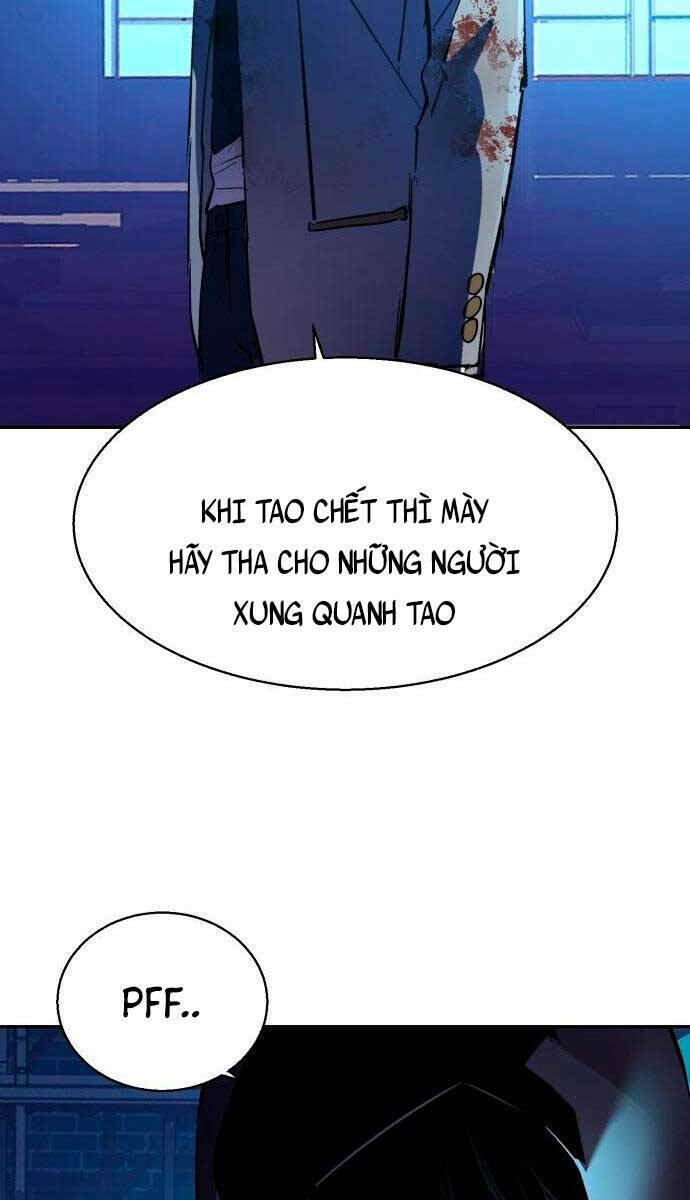 KHI TAO CHẾT THÌ MÀY
HÃY THA CHO NHỮNG NGƯỜI
XUNG QUANH TAO
PFF..